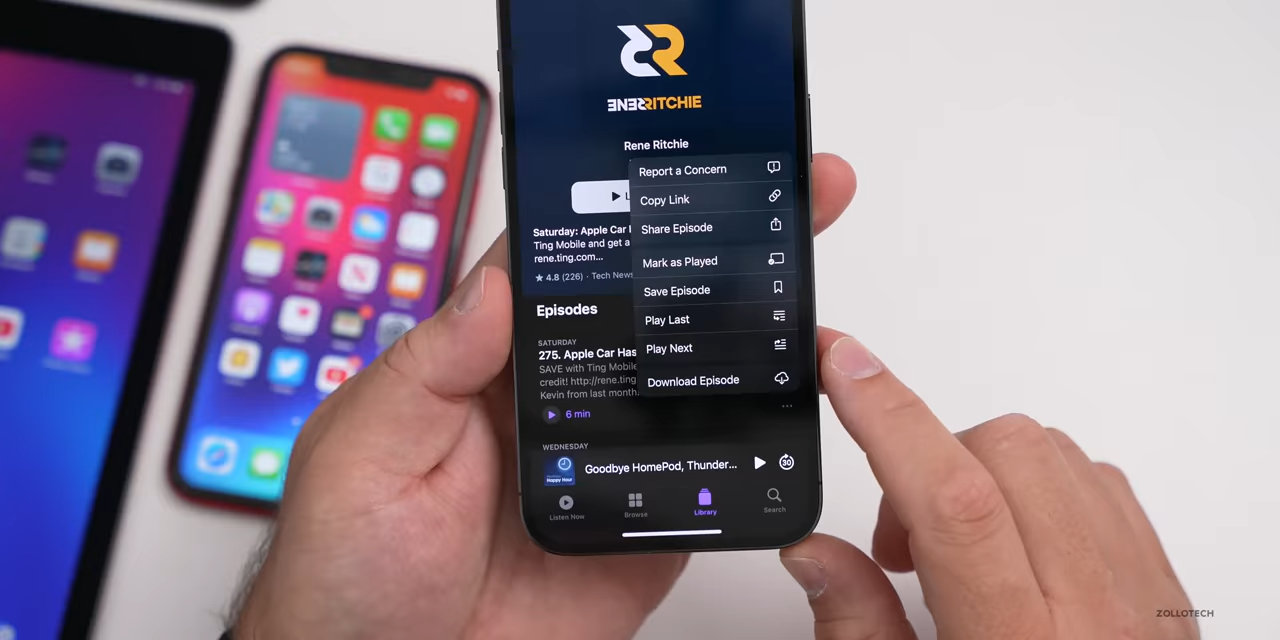 ЭИЭЯRITCHIE
Rene Ritchie
Report a Concern
Copy Link
Share Episode
Mark as Played
Save Episode
Play Last
Play Next
Download Episode
Saturday: Apple Car
Ting Mobile and get a
rene.ting.com...
★ 4.8 (226) · Tech News
Episodes
SATURDAY
275. Apple Car Has
SAVE with Ting Mobile
credit! http://rene.ting
Kevin from last month.
6 min
WEDNESDAY
Goodbye HomePod, Thunder...
30
Happy Hour
Listen Now
Browse
Library
Search
ZOLLOTECH